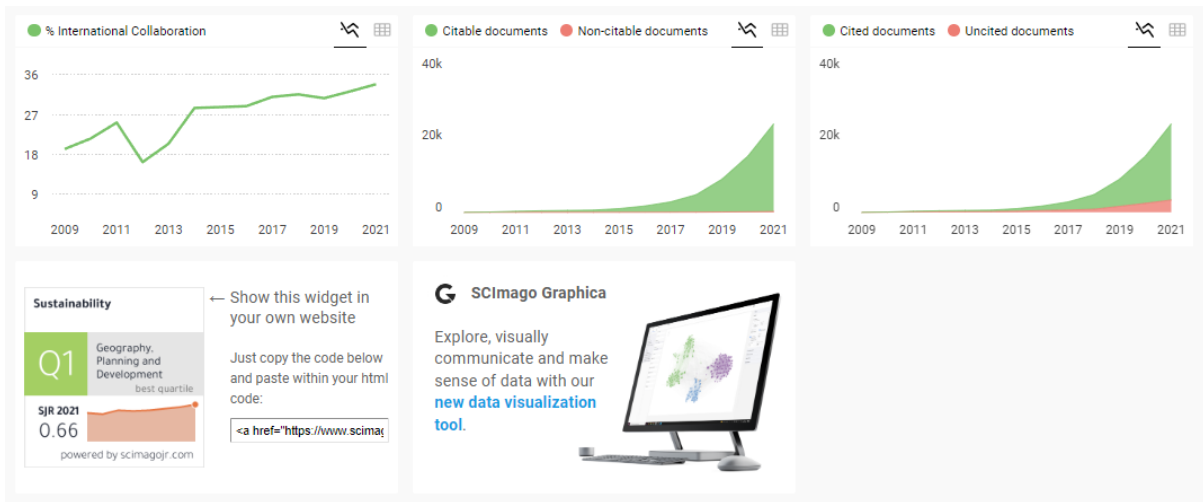 % International Collaboration
36
27
18
9
2009 2011 2013 2015 2017 2019 2021
Citable documents Non-citable documents
40k
20k
0
2009 2011 2013 2015 2017 2019 2021
Cited documents Uncited documents
40k
20k
0
2009 2011 2013 2015 2017 2019 2021
Sustainability
Q1
Geography,
Planning and
Development
best quartile
SJR 2021
0.66
powered by scimagojr.com
← Show this widget in
your own website
Just copy the code below
and paste within your html
code:
<a href="https://www.scimag
SCImago Graphica
Explore, visually
communicate and make
sense of data with our
new data visualization
tool.